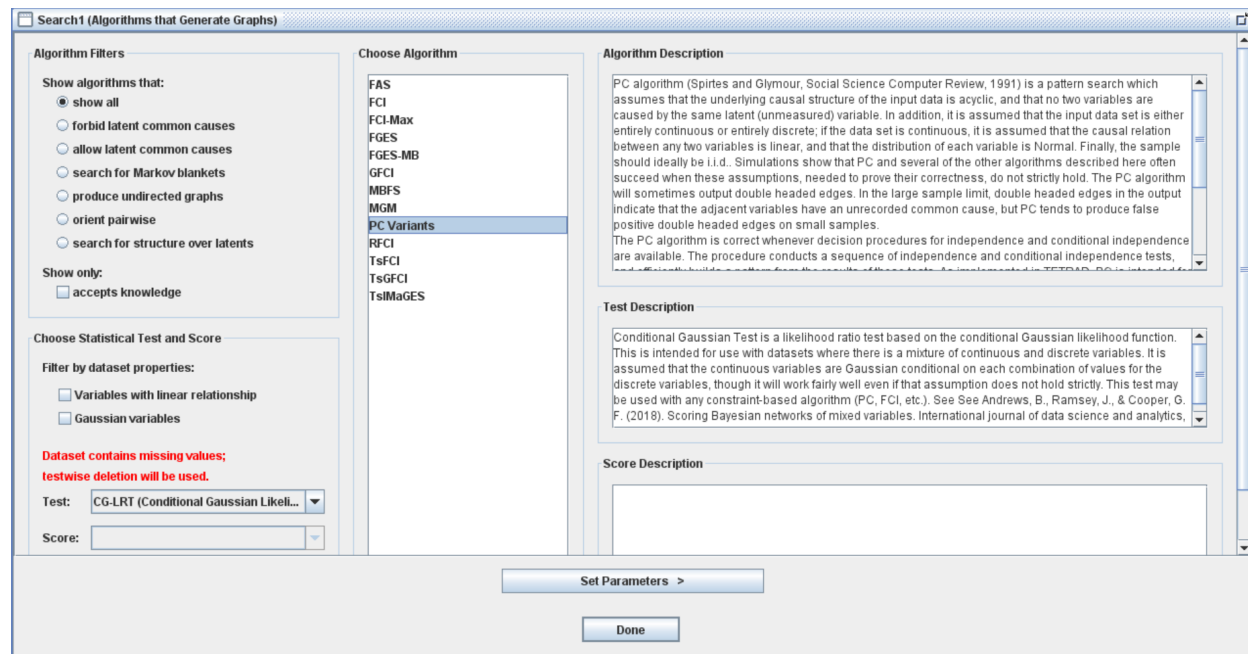 Search1 (Algorithms that Generate Graphs)
Algorithm Filters
Show algorithms that:
show all
forbid latent common causes
allow latent common causes
search for Markov blankets
produce undirected graphs
orient pairwise
search for structure over latents
Show only:
accepts knowledge
Choose Statistical Test and Score
Filter by dataset properties:
Variables with linear relationship
Gaussian variables
Dataset contains missing values;
testwise deletion will be used.
Test: CG-LRT (Conditional Gaussian Likeli...
Score:
Choose Algorithm
FAS
FCI
FCI-Max
FGES
FGES-MB
GFCI
MBFS
MGM
PC Variants
RFCI
TsFCI
TsGFCI
TsIMaGES
Algorithm Description
PC algorithm (Spirtes and Glymour, Social Science Computer Review, 1991) is a pattern search which
assumes that the underlying causal structure of the input data is acyclic, and that no two variables are
caused by the same latent (unmeasured) variable. In addition, it is assumed that the input data set is either
entirely continuous or entirely discrete; if the data set is continuous, it is assumed that the causal relation
between any two variables is linear, and that the distribution of each variable is Normal. Finally, the sample
should ideally be i.i.d.. Simulations show that PC and several of the other algorithms described here often
succeed when these assumptions, needed to prove their correctness, do not strictly hold. The PC algorithm
will sometimes output double headed edges. In the large sample limit, double headed edges in the output
indicate that the adjacent variables have an unrecorded common cause, but PC tends to produce false
positive double headed edges on small samples.
The PC algorithm is correct whenever decision procedures for independence and conditional independence
are available. The procedure conducts a sequence of independence and conditional independence tests,
and efficiently builds a pattern from the results of those tests. As implemented in TETRAD, PC is intended for
Test Description
Conditional Gaussian Test is a likelihood ratio test based on the conditional Gaussian likelihood function.
This is intended for use with datasets where there is a mixture of continuous and discrete variables. It is
assumed that the continuous variables are Gaussian conditional on each combination of values for the
discrete variables, though it will work fairly well even if that assumption does not hold strictly. This test may
be used with any constraint-based algorithm (PC, FCI, etc.). See See Andrews, B., Ramsey, J., & Cooper, G.
F. (2018). Scoring Bayesian networks of mixed variables. International journal of data science and analytics,
Score Description
Set Parameters >
Done